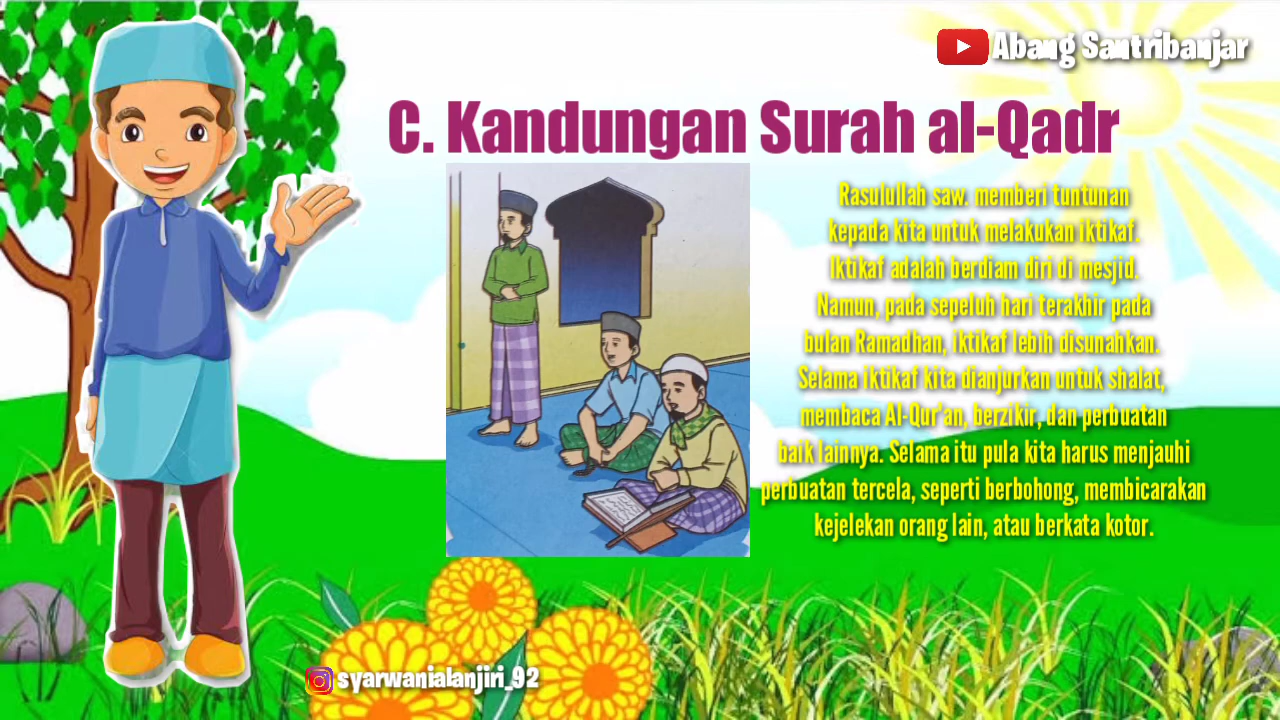 Abang Santribanjar
C. Kandungan Surah al-Qadr
Rasulullah saw. memberi tuntunan
kepada kita untuk melakukan iktikaf.
Iktikaf adalah berdiam diri di mesjid.
Namun, pada sepeluh hari terakhir pada
bulan Ramadhan, Iktikaf lebih disunahkan.
Selama iktikaf kita dianjurkan untuk shalat,
membaca Al-Qur'an, berzikir, dan perbuatan
baik lainnya. Selama itu pula kita harus menjauhi
perbuatan tercela, seperti berbohong, membicarakan
kejelekan orang lain, atau berkata kotor.
syarwanialanjiri_92